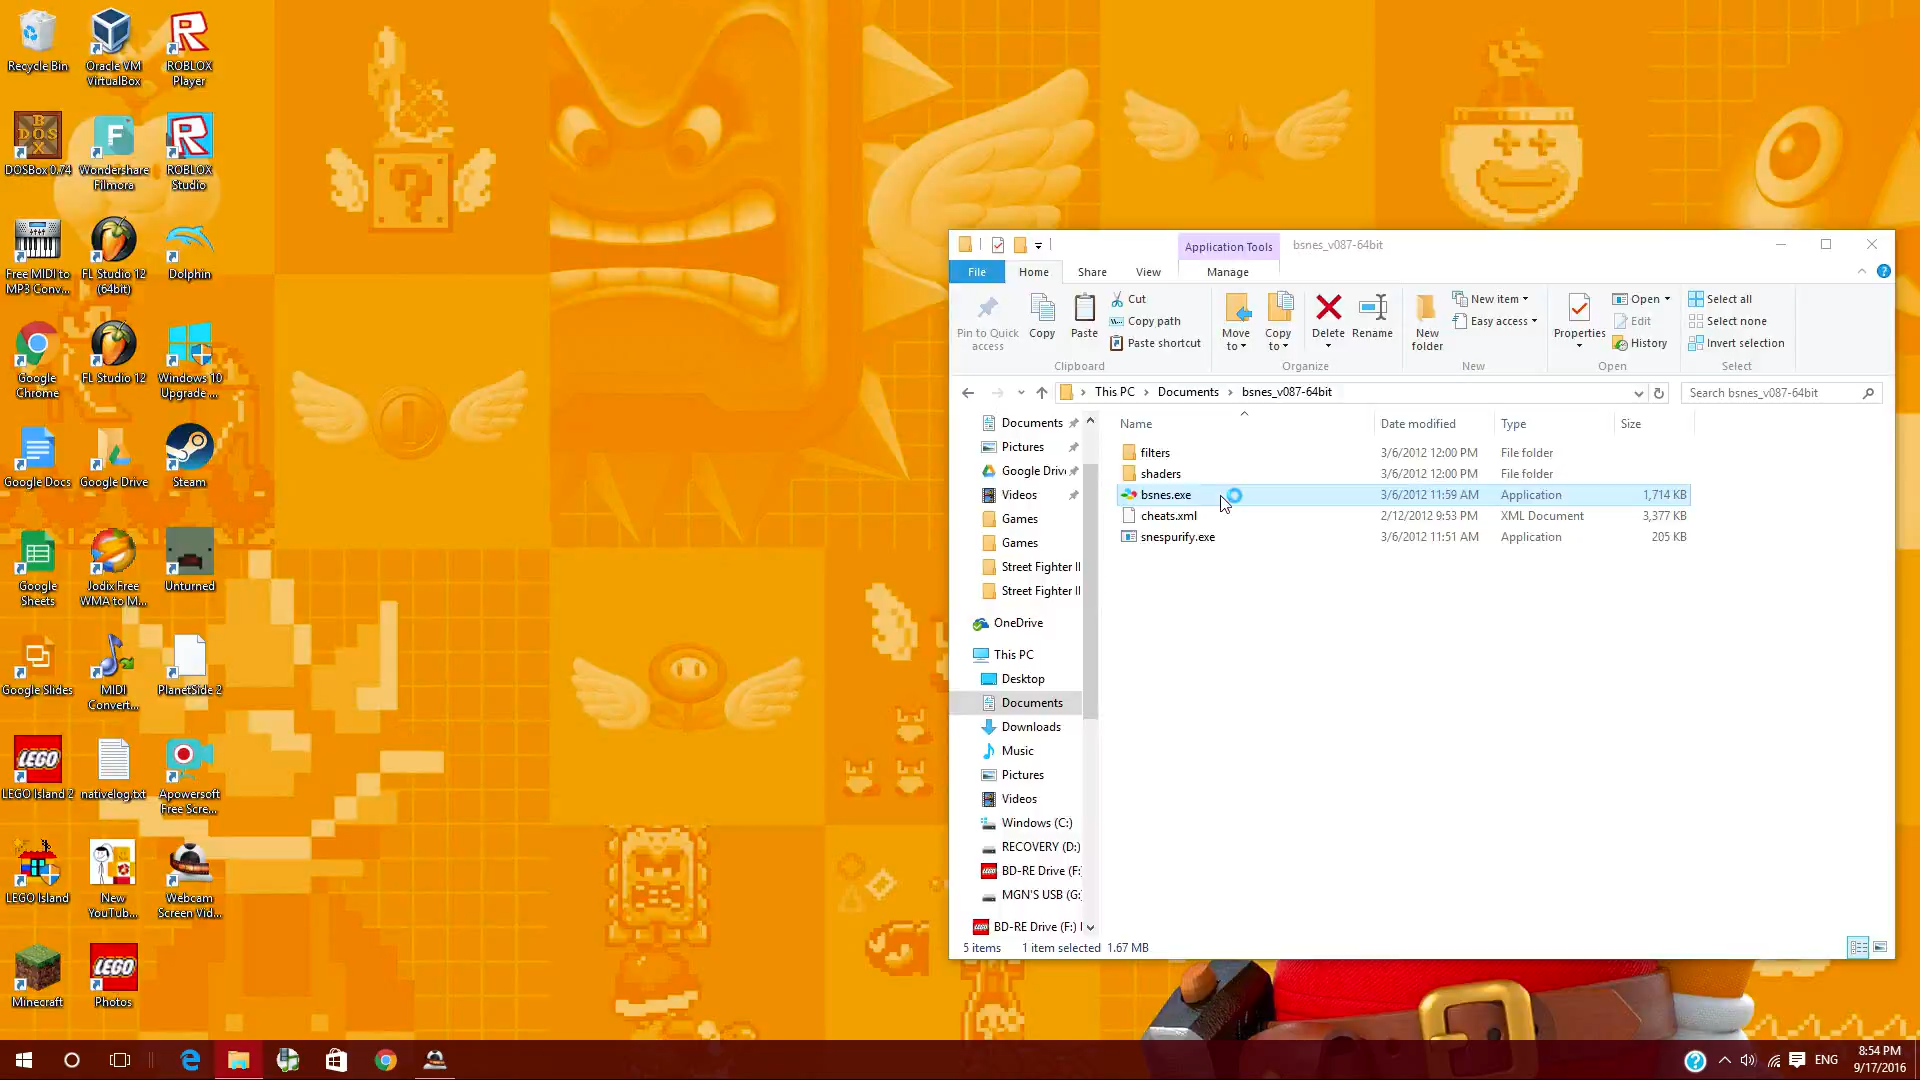 Recycle Bin
Oracle VM
VirtualBox
ROBLOX
Player
DOSBox 0.74
Wondershare
Filmora
ROBLOX
Studio
Free MIDI to
MP3 Conv...
FL Studio 12
(64bit)
Dolphin
Google
Chrome
FL Studio 12
Windows 10
Upgrade ...
Google Docs
Google Drive
Steam
Google
Sheets
Jodix Free
WMA to M...
Unturned
Google Slides
MIDI
Convert...
PlanetSide 2
LEGO Island 2
nativelog.txt
Apowersoft
Free Scre...
LEGO Island
New
YouTub...
Webcam
Screen Vid...
Minecraft
Photos
Application Tools
bsnes_v087-64bit
File
Home
Share
View
Manage
Pin to Quick
access
Copy
Paste
Cut
Copy path
Paste shortcut
Clipboard
Move
to
Copy
to
Delete
Rename
Organize
New
folder
New item
Easy access
New
Properties
Open
Edit
History
Open
Select all
Select none
Invert selection
Select
This PC
Documents
bsnes_v087-64bit
Search bsnes_v087-64bit
Name
Date modified
Type
Size
filters
3/6/2012 12:00 PM
File folder
shaders
3/6/2012 12:00 PM
File folder
bsnes.exe
3/6/2012 11:59 AM
Application
1,714 KB
cheats.xml
2/12/2012 9:53 PM
XML Document
3,377 KB
snespurify.exe
3/6/2012 11:51 AM
Application
205 KB
Documents
Pictures
Google Driv
Videos
Games
Games
Street Fighter II
Street Fighter II
OneDrive
This PC
Desktop
Documents
Downloads
Music
Pictures
Videos
Windows (C:)
RECOVERY (D:)
BD-RE Drive (F:
MGN'S USB (G:
BD-RE Drive (F:)
5 items
1 item selected 1.67 MB
ENG
8:54 PM
9/17/2016